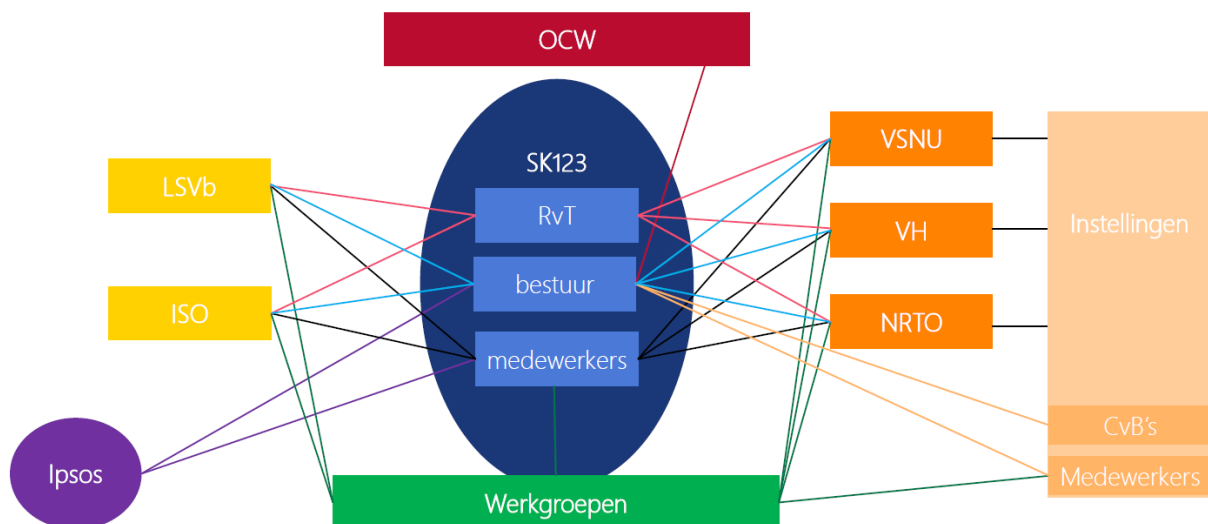 OCW
SK123
LSVb
ISO
Ipsos
RvT
bestuur
medewerkers
Werkgroepen
VSNU
VH
NRTO
Instellingen
CvB's
Medewerkers